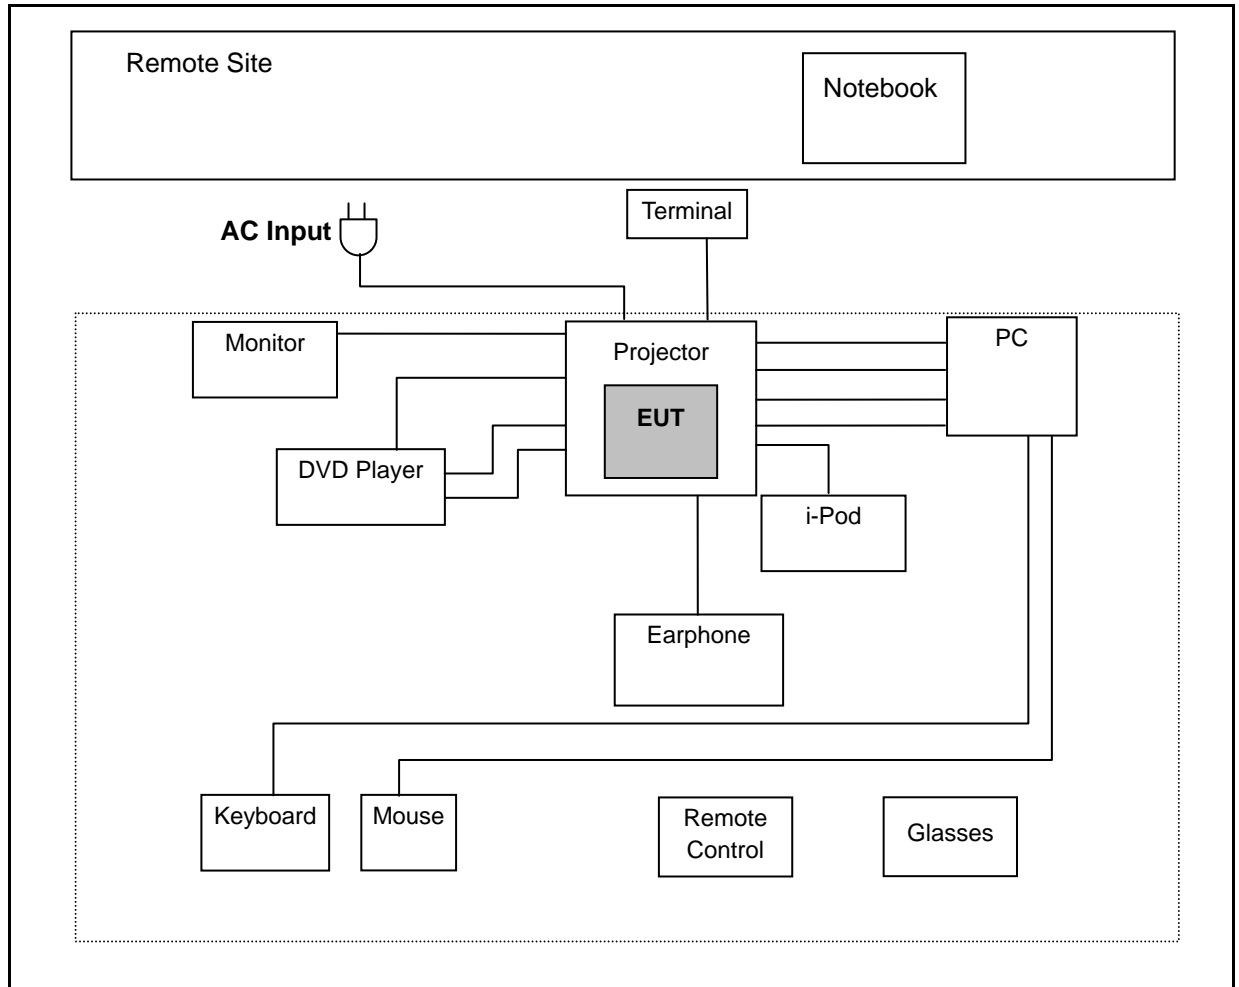 Remote Site
Notebook
Terminal
AC Input
Monitor
Projector
PC
EUT
DVD Player
i-Pod
Earphone
Keyboard
Mouse
Remote
Control
Glasses